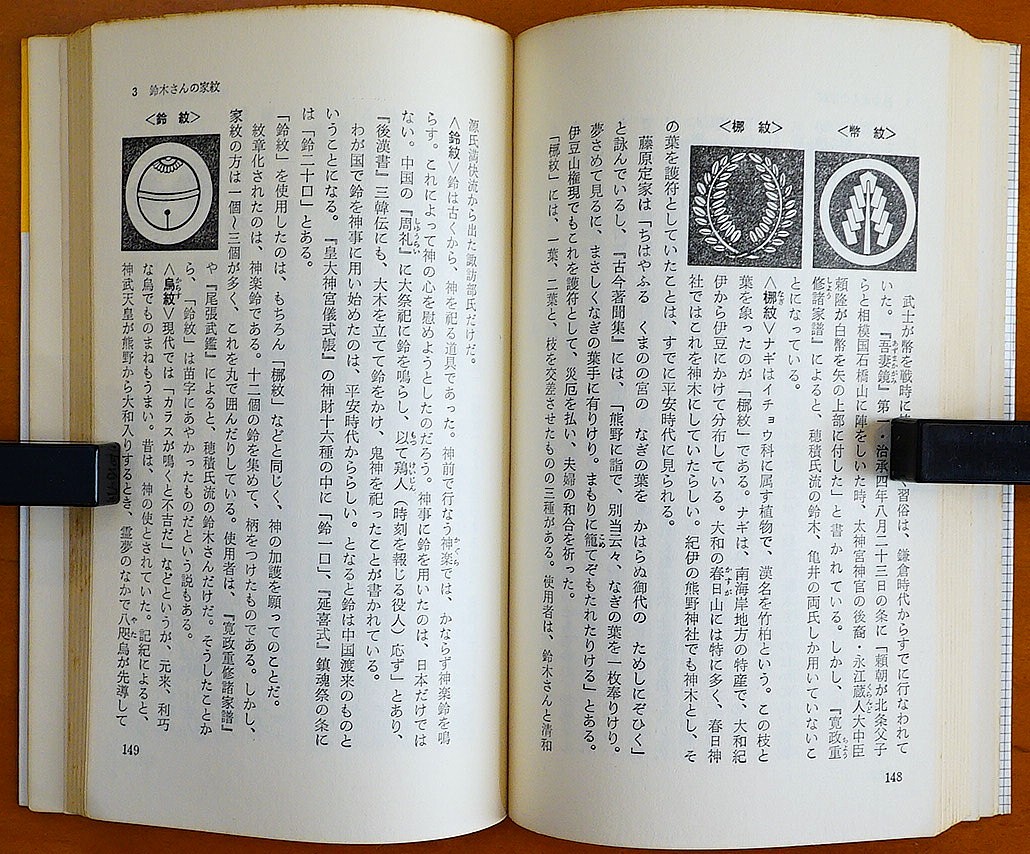 <幣 紋>
<梛 紋>
武士が幣を戦時に
、習俗は、鎌倉時代からすでに行なわれて
いた。『吾妻鏡』第
・治承四年八月二十三日の条に「頼朝が北条父子
らと相模国石橋山に陣をしいた時、太神宮神官の後裔・永江蔵人大中臣
頼隆が白幣を矢の上部に付した」と書かれている。しかし、『寛政重
修諸家譜』によると、穂積氏流の鈴木、亀井の両氏しか用いていないこ
とになっている。
<梛紋>ナギはイチョウ科に属す植物で、漢名を竹柏という。この枝と
葉を象ったのが「梛紋」である。ナギは、南海岸地方の特産で、大和紀
伊から伊豆にかけて分布している。大和の春日山には特に多く、春日神
社ではこれを神木にしていたらしい。紀伊の熊野神社でも神木とし、そ
の葉を護符としていたことは、すでに平安時代に見られる。
藤原定家は「ちはやふる くまのの宮の なぎの葉を かはらぬ御代の ためしにぞひく」
と詠んでいるし、『古今著聞集』には、「熊野に詣で、別当云々、なぎの葉を一枚奉りけり。
夢さめて見るに、まさしくなぎの葉手に有りけり。まもりに籠てぞもたれたりける」とある。
伊豆山権現でもこれを護符として、災厄を払い、夫婦の和合を祈った。
「梛紋」には、一葉、二葉と、枝を交差させたものの三種がある。使用者は、鈴木さんと清和
148
3 鈴木さんの家紋
源氏満快流から出た諏訪部氏だけだ。
<鈴紋>鈴は古くから、神を祀る道具であった。神前で行なう神楽では、かならず神楽鈴を鳴
らす。これによって神の心を慰めようとしたのだろう。神事に鈴を用いたのは、日本だけでは
ない。中国の『周礼』に大祭祀に鈴を鳴らし、以て鶏人(時刻を報じる役人)応ず」とあり、
『後漢書』三韓伝にも、大木を立てて鈴をかけ、鬼神を祀ったことが書かれている。
わが国で鈴を神事に用い始めたのは、平安時代かららしい。となると鈴は中国渡来のものと
いうことになる。『皇大神宮儀式帳』の神財十六種の中に「鈴一口」、『延喜式』鎮魂祭の条に
は「鈴二十口」とある。
「鈴紋」を使用したのは、もちろん「梛紋」などと同じく、神の加護を願ってのことだ。
紋章化されたのは、神楽鈴である。十二個の鈴を集めて、柄をつけたものである。しかし、
家紋の方は一個~三個が多く、これを丸で囲んだりしている。使用者は、『寛政重修諸家譜』
<鈴 紋>
や『尾張武鑑』によると、穂積氏流の鈴木さんだけだ。そうしたことか
ら、「鈴紋」は苗字にあやかったものだという説もある。
<烏紋>現代では「カラスが鳴くと不吉だ」などというが、元来、利巧
な鳥でものまねもうまい。昔は、神の使とされていた。記紀によると、
神武天皇が熊野から大和入りするとき、霊夢のなかで八咫烏が先導して
149